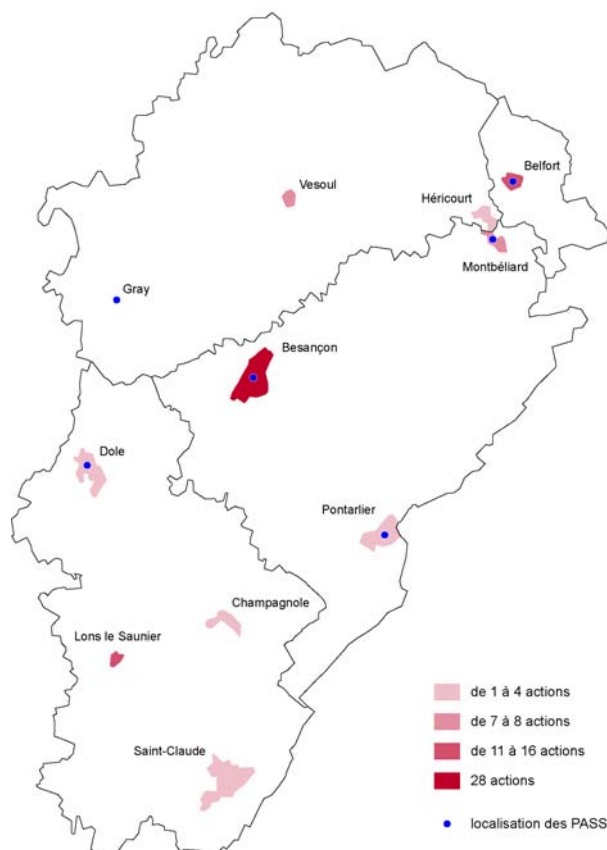 Belfort
Vesoul
Héricourt
Montbéliard
Gray
Besançon
Dole
Pontarlier
Champagnole
Lons le Saunier
Saint-Claude
de 1 à 4 actions
de 7 à 8 actions
de 11 à 16 actions
28 actions
localisation des PASS